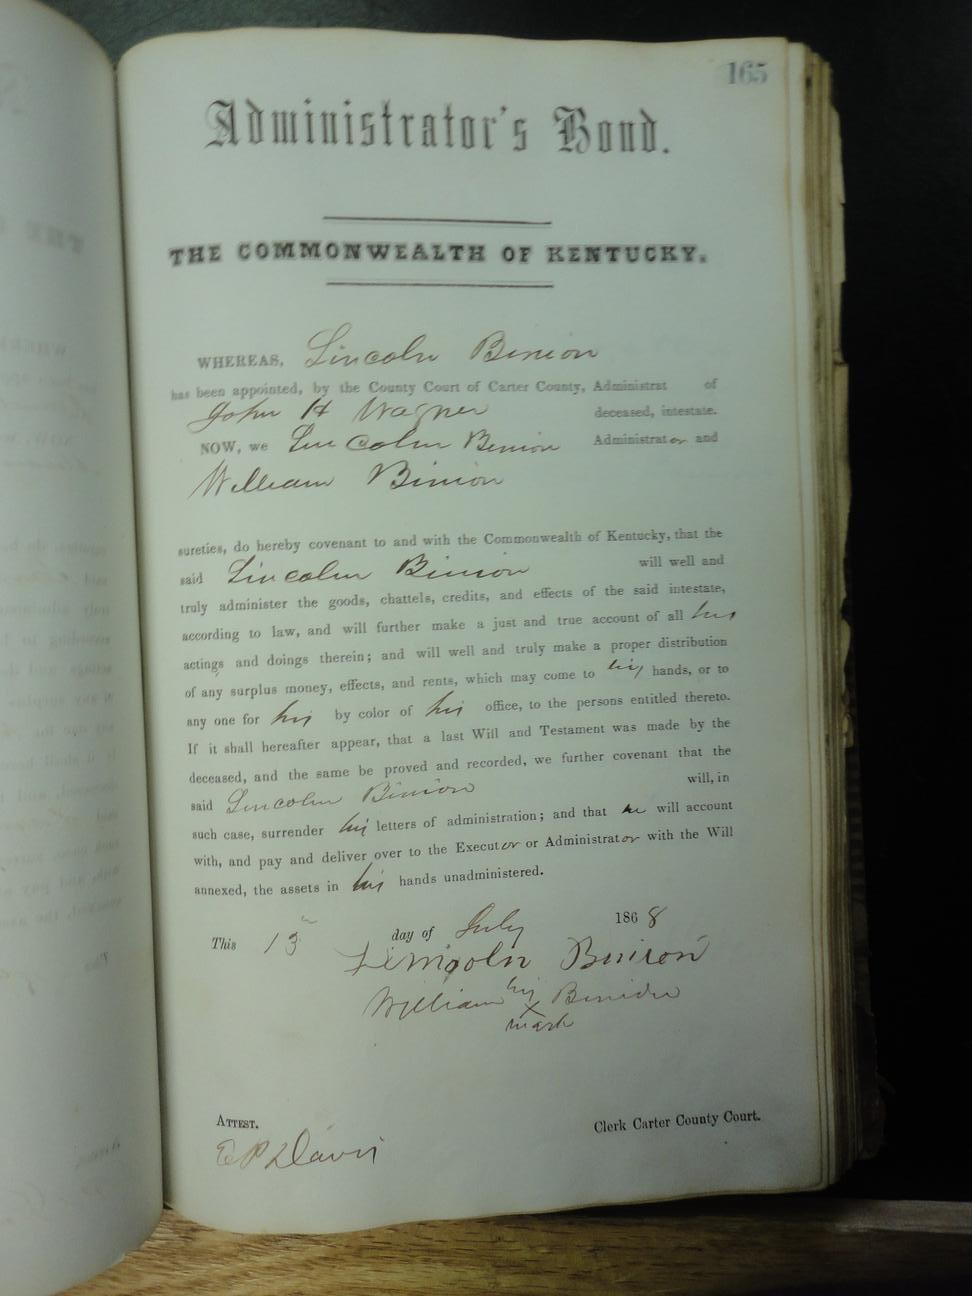 165
Administrator's Bond.
THE COMMONWEALTH OF KENTUCKY.
WHEREAS, Lincoln Binion
has been appointed, by the County Court of Carter County, Administrat of
John H Wagner deceased, intestate.
NOW, we Lincoln Binion Administrator and
William Binion
sureties, do hereby covenant to and with the Commonwealth of Kentucky, that the
said Lincoln Binion will well and
truly administer the goods, chattels, credits, and effects of the said intestate,
according to law, and will further make a just and true account of all his
actings and doings therein; and will well and truly make a proper distribution
of any surplus money, effects, and rents, which may come to his hands, or to
any one for his by color of his office, to the persons entitled thereto.
If it shall hereafter appear, that a last Will and Testament was made by the
deceased, and the same be proved and recorded, we further covenant that the
said Lincoln Binion will, in
such case, surrender his letters of administration; and that he will account
with, and pay and deliver over to the Executor or Administrator with the Will
annexed, the assets in his hands unadministered.
This 13 day of July 1868
Lincoln Binion
William his Binion
X
mark
ATTEST. Clerk Carter County Court.
E P Davis